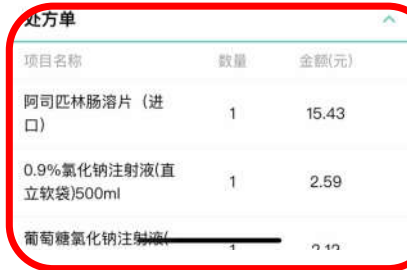 处方单
项目名称 数量 金额(元)
阿司匹林肠溶片（进
口） 1 15.43
0.9%氯化钠注射液(直
立软袋)500ml 1 2.59
葡萄糖氯化钠注射液(